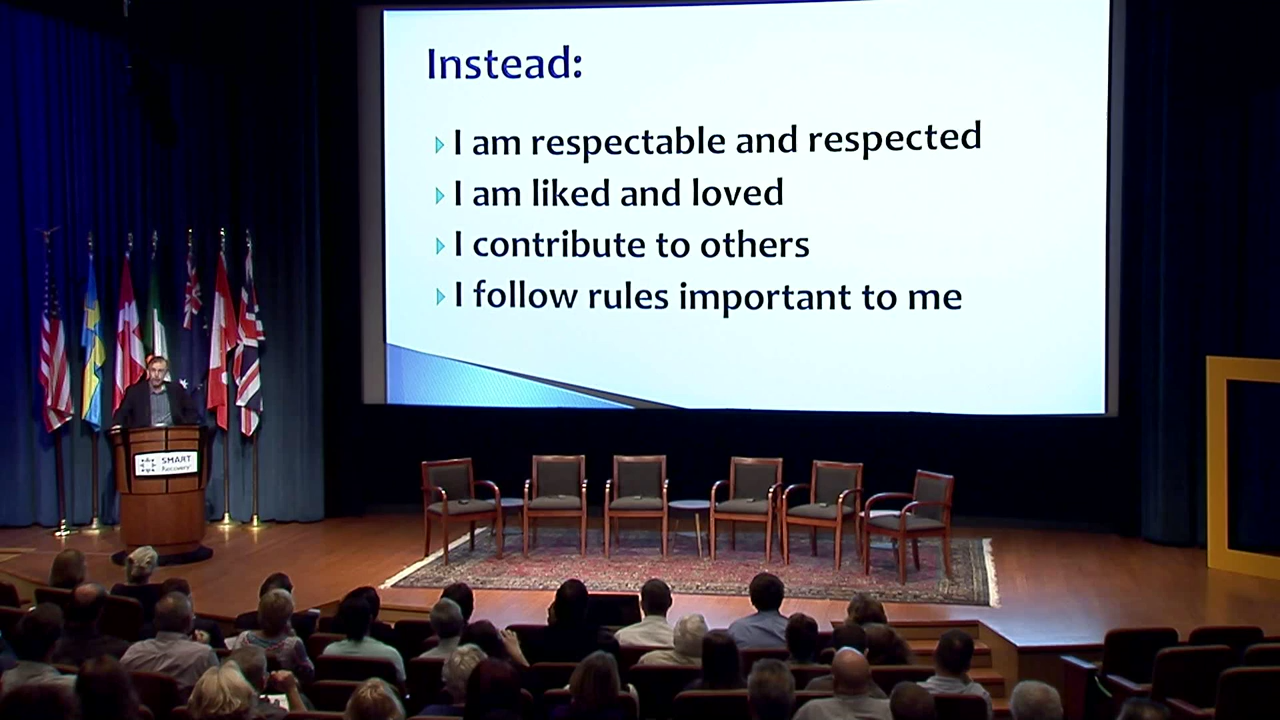 Instead:
I am respectable and respected
I am liked and loved
I contribute to others
I follow rules important to me
SMART
Recovery